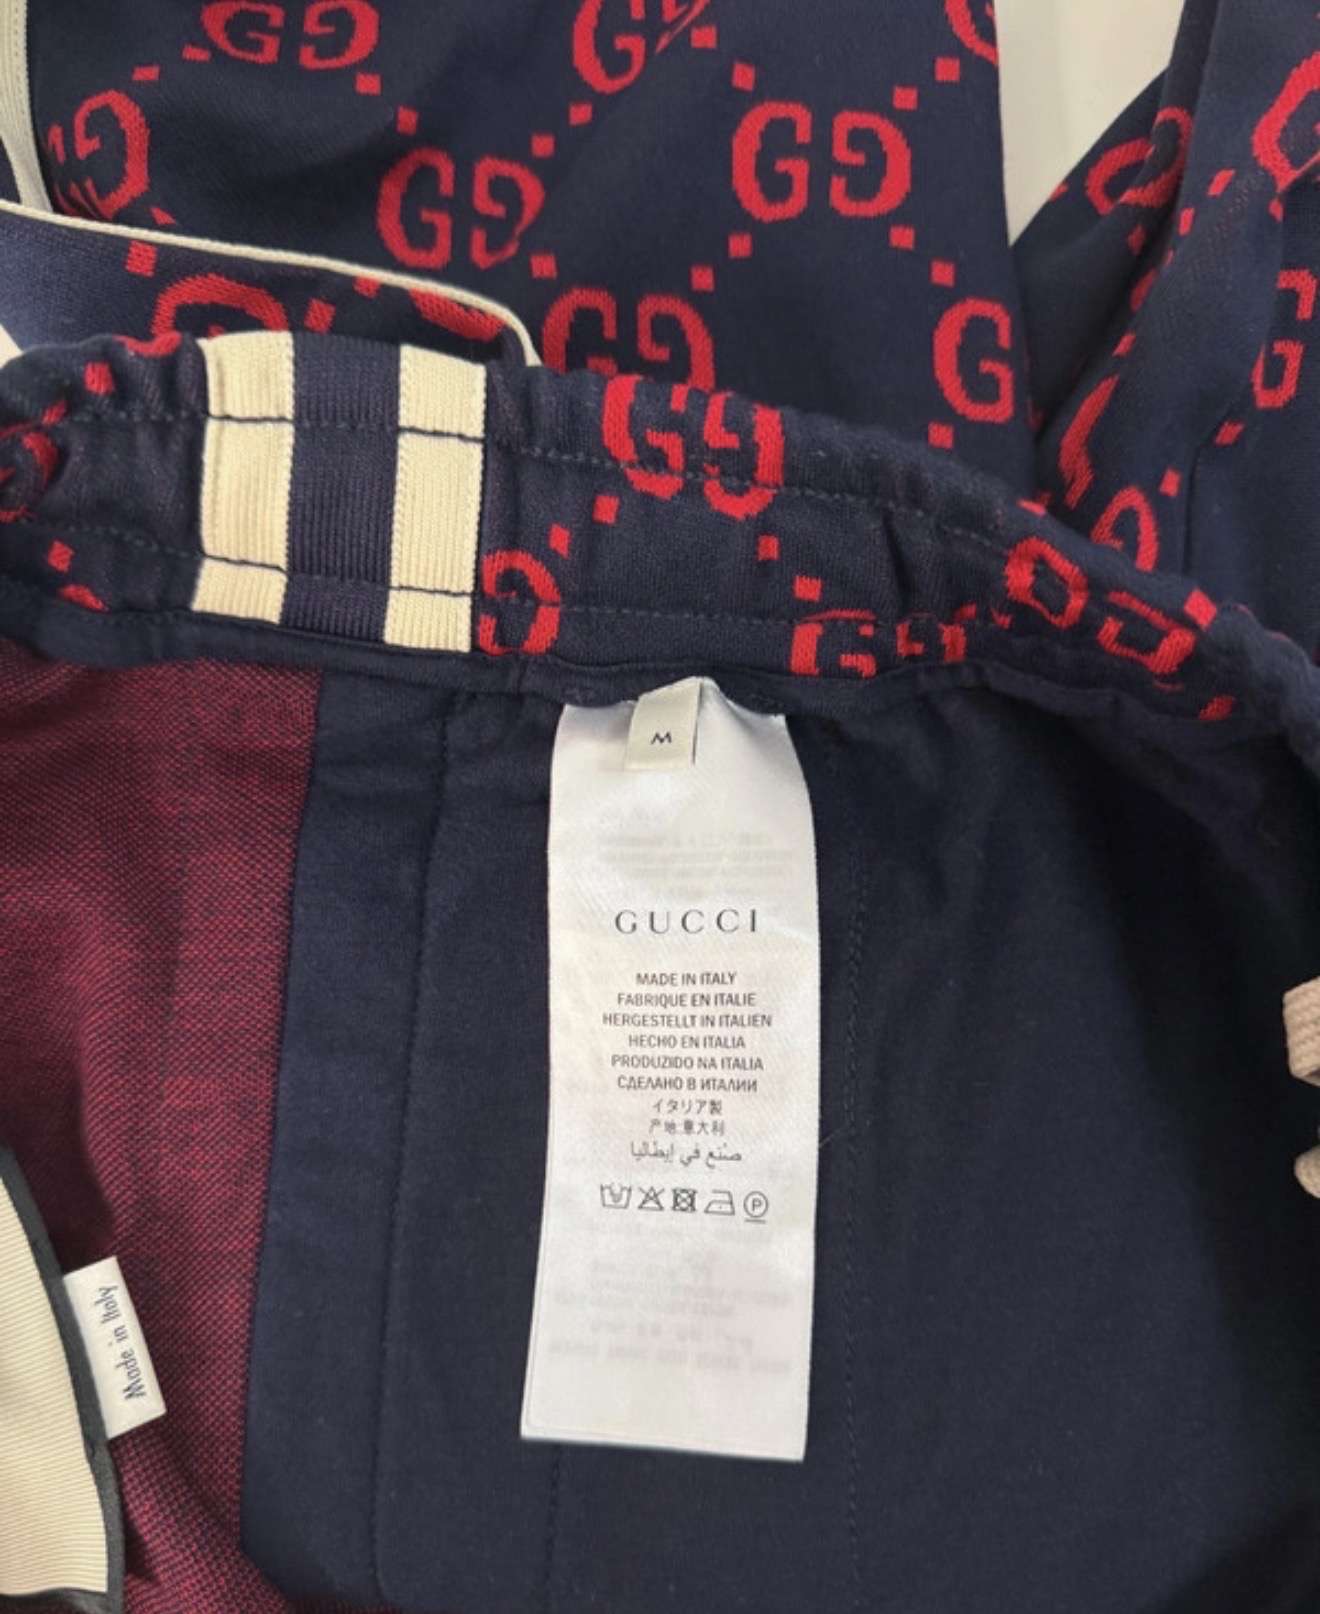 M
GUCCI
MADE IN ITALY
FABRIQUE EN ITALIE
HERGESTELLT IN ITALIEN
HECHO EN ITALIA
PRODUZIDO NA ITALIA
СДЕЛАНО В ИТАЛИИ
イタリア製
产地:意大利
صنع في إيطاليا
P
Made in Italy